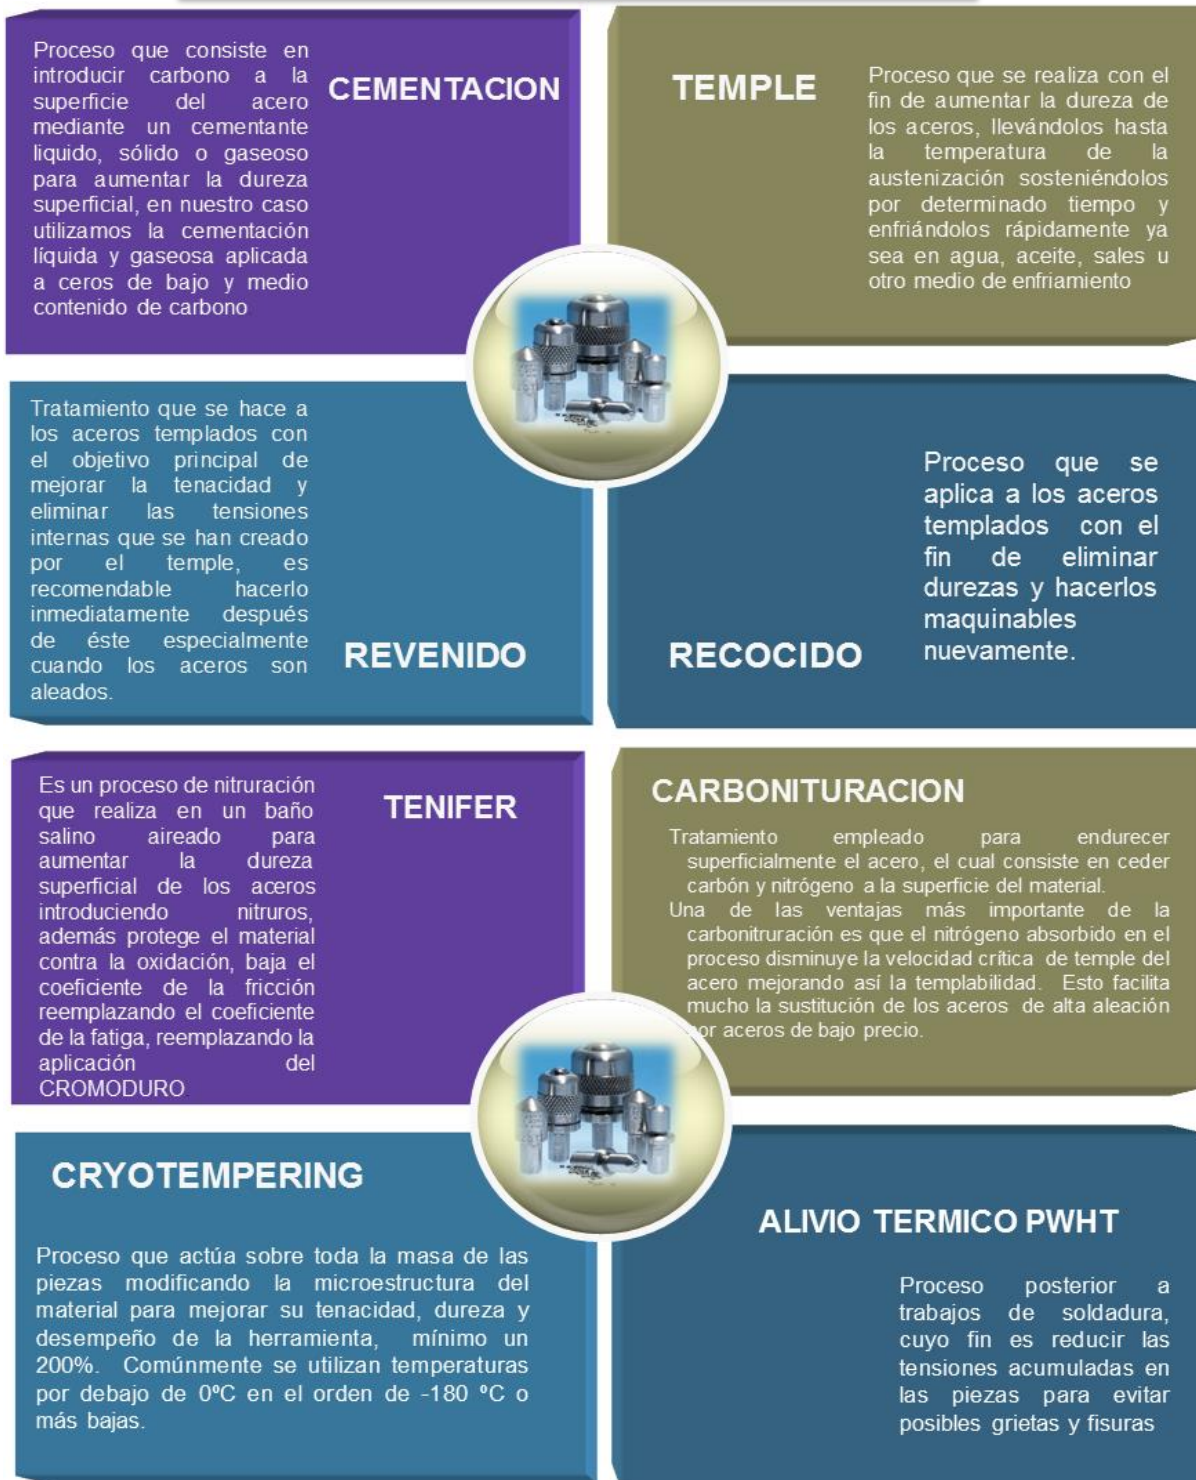 Proceso que consiste en
introducir carbono a la
superficie del acero
mediante un cementante
liquido, sólido o gaseoso
para aumentar la dureza
superficial, en nuestro caso
utilizamos la cementación
líquida y gaseosa aplicada
a ceros de bajo y medio
contenido de carbono
CEMENTACION
TEMPLE
Proceso que se realiza con el
fin de aumentar la dureza de
los aceros, llevándolos hasta
la temperatura de la
austenización sosteniéndolos
por determinado tiempo y
enfriándolos rápidamente ya
sea en agua, aceite, sales u
otro medio de enfriamiento
Tratamiento que se hace a
los aceros templados con
el objetivo principal de
mejorar la tenacidad y
eliminar las tensiones
internas que se han creado
por el temple, es
recomendable hacerlo
inmediatamente después
de éste especialmente
cuando los aceros son
aleados.
REVENIDO
RECOCIDO
Proceso que se
aplica a los aceros
templados con el
fin de eliminar
durezas y hacerlos
maquinables
nuevamente.
Es un proceso de nitruración
que realiza en un baño
salino aireado para
aumentar la dureza
superficial de los aceros
introduciendo nitruros,
además protege el material
contra la oxidación, baja el
coeficiente de la fricción
reemplazando el coeficiente
de la fatiga, reemplazando la
aplicación del
CROMODURO.
TENIFER
CARBONITURACION
Tratamiento empleado para endurecer
superficialmente el acero, el cual consiste en ceder
carbón y nitrógeno a la superficie del material.
Una de las ventajas más importante de la
carbonitruración es que el nitrógeno absorbido en el
proceso disminuye la velocidad crítica de temple del
acero mejorando así la templabilidad. Esto facilita
mucho la sustitución de los aceros de alta aleación
por aceros de bajo precio.
CRYOTEMPERING
Proceso que actúa sobre toda la masa de las
piezas modificando la microestructura del
material para mejorar su tenacidad, dureza y
desempeño de la herramienta, mínimo un
200%. Comúnmente se utilizan temperaturas
por debajo de 0ºC en el orden de -180 ºC o
más bajas.
ALIVIO TERMICO PWHT
Proceso posterior a
trabajos de soldadura,
cuyo fin es reducir las
tensiones acumuladas en
las piezas para evitar
posibles grietas y fisuras